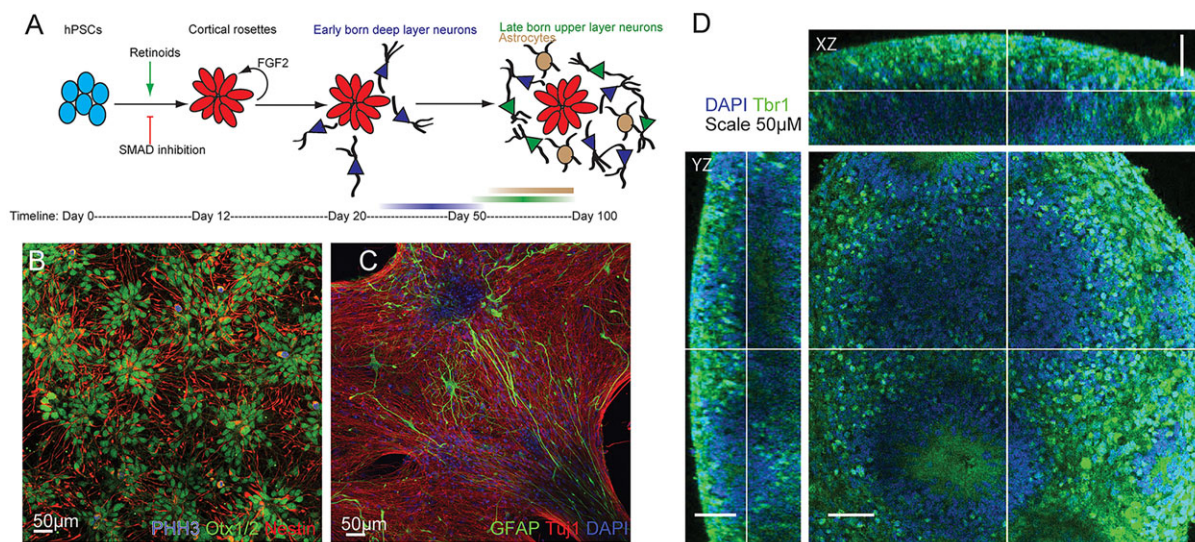 A
hPSCs
Cortical rosettes
Early born deep layer neurons
Late born upper layer neurons
Astrocytes
Retinoids
FGF2
SMAD inhibition
Timeline: Day 0-----------------------Day 12-----------------------Day 20-----------------------Day 50-----------------------Day 100
B
PHH3 Otx1/2 Nestin
50µm
C
GFAP Tuj1 DAPI
50µm
D
XZ
DAPI Tbr1
Scale 50µM
YZ